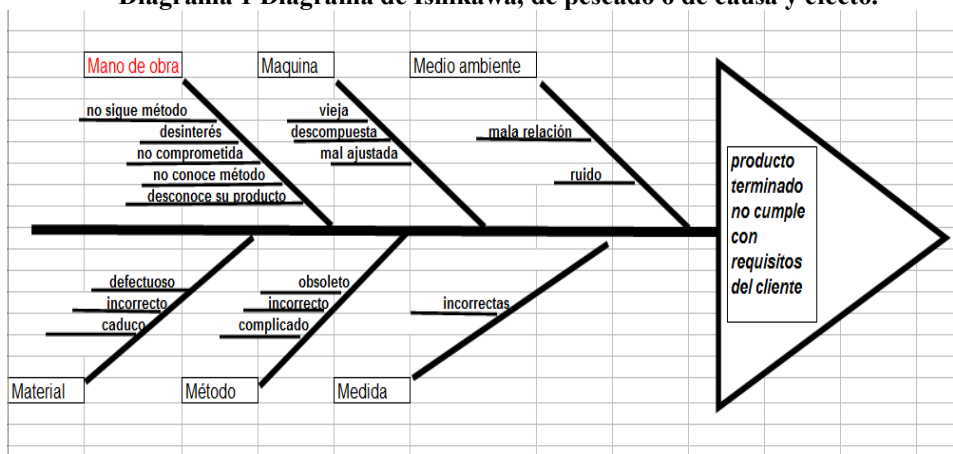 Diagrama 1 Diagrama de Ishikawa, de pescado o de causa y efecto.
Mano de obra
Maquina
Medio ambiente
no sigue método
desinterés
no comprometida
no conoce método
desconoce su producto
vieja
descompuesta
mal ajustada
mala relación
ruido
producto
terminado
no cumple
con
requisitos
del cliente
defectuoso
incorrecto
caduco
obsoleto
incorrecto
complicado
incorrectas
Material
Método
Medida